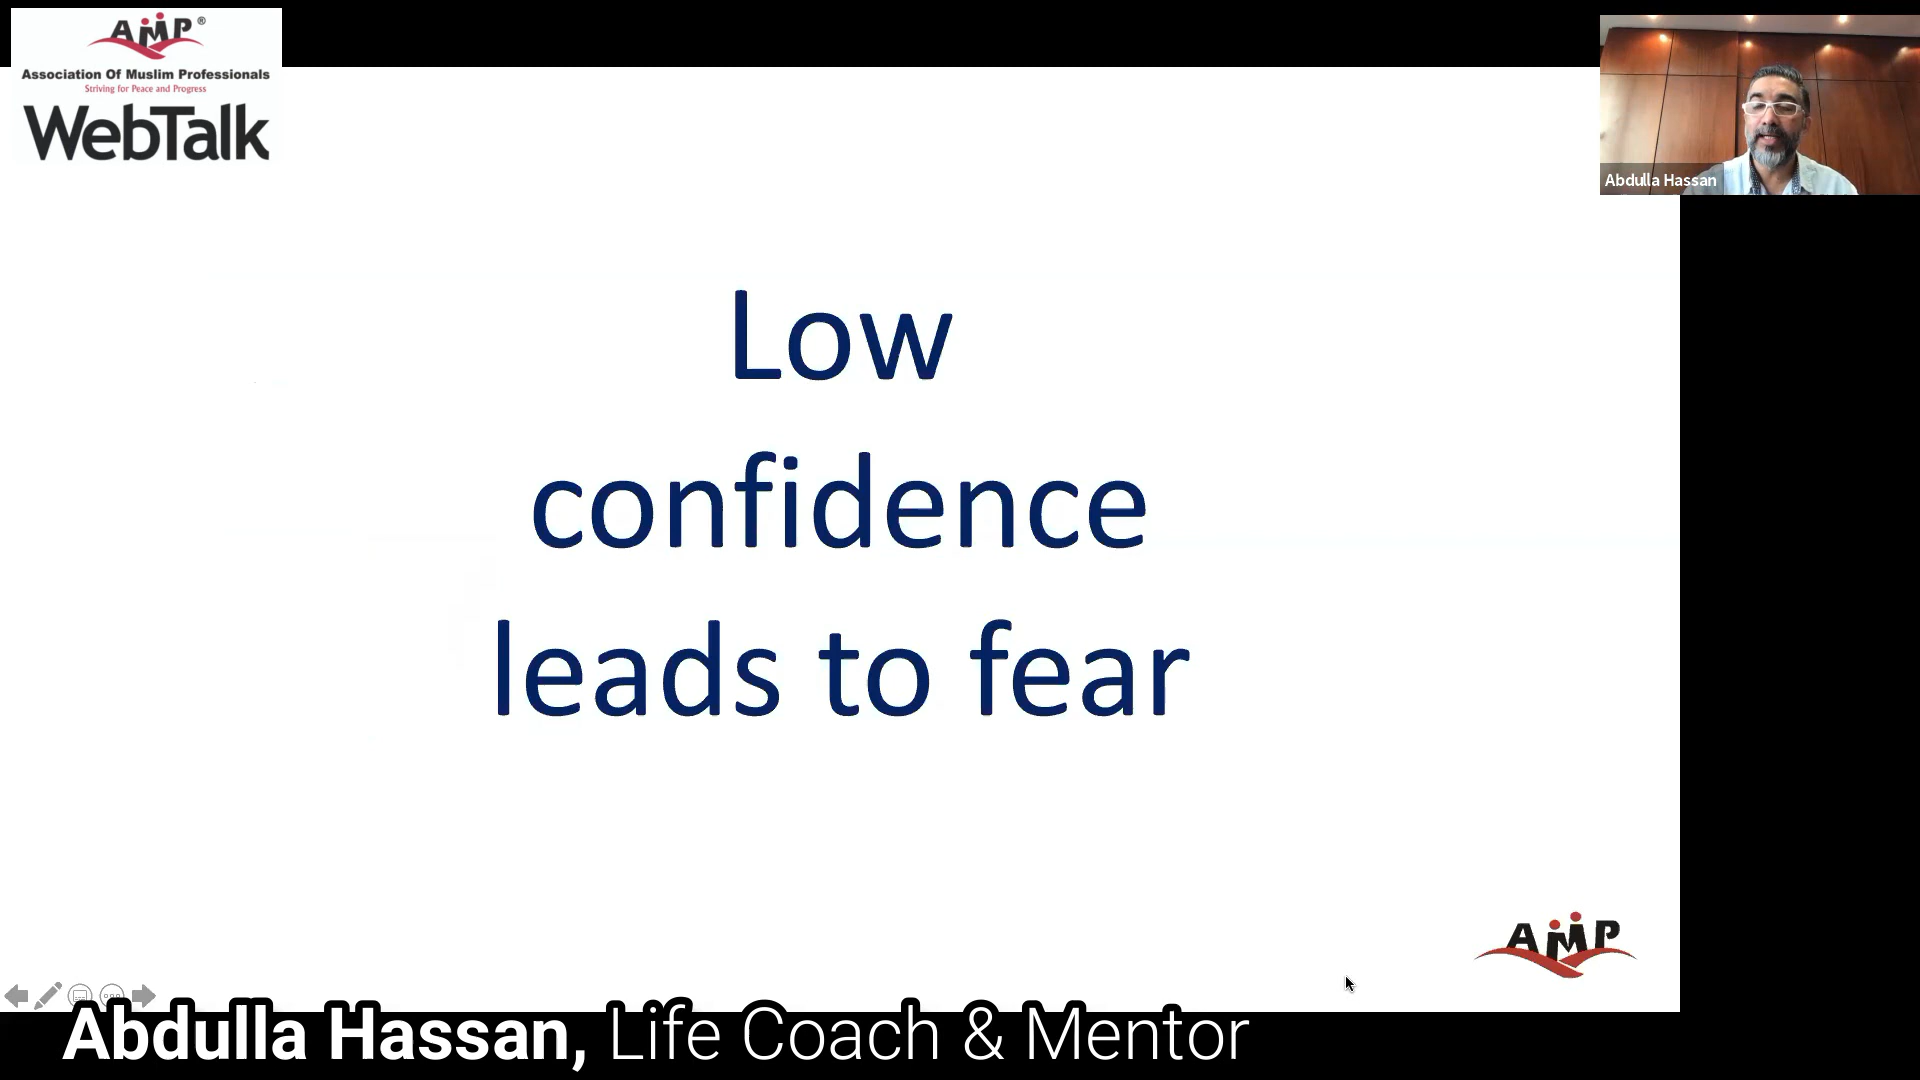 AMP®
Association Of Muslim Professionals
Striving for Peace and Progress
WebTalk
Abdulla Hassan
Low
confidence
leads to fear
AMP
Abdulla Hassan, Life Coach & Mentor